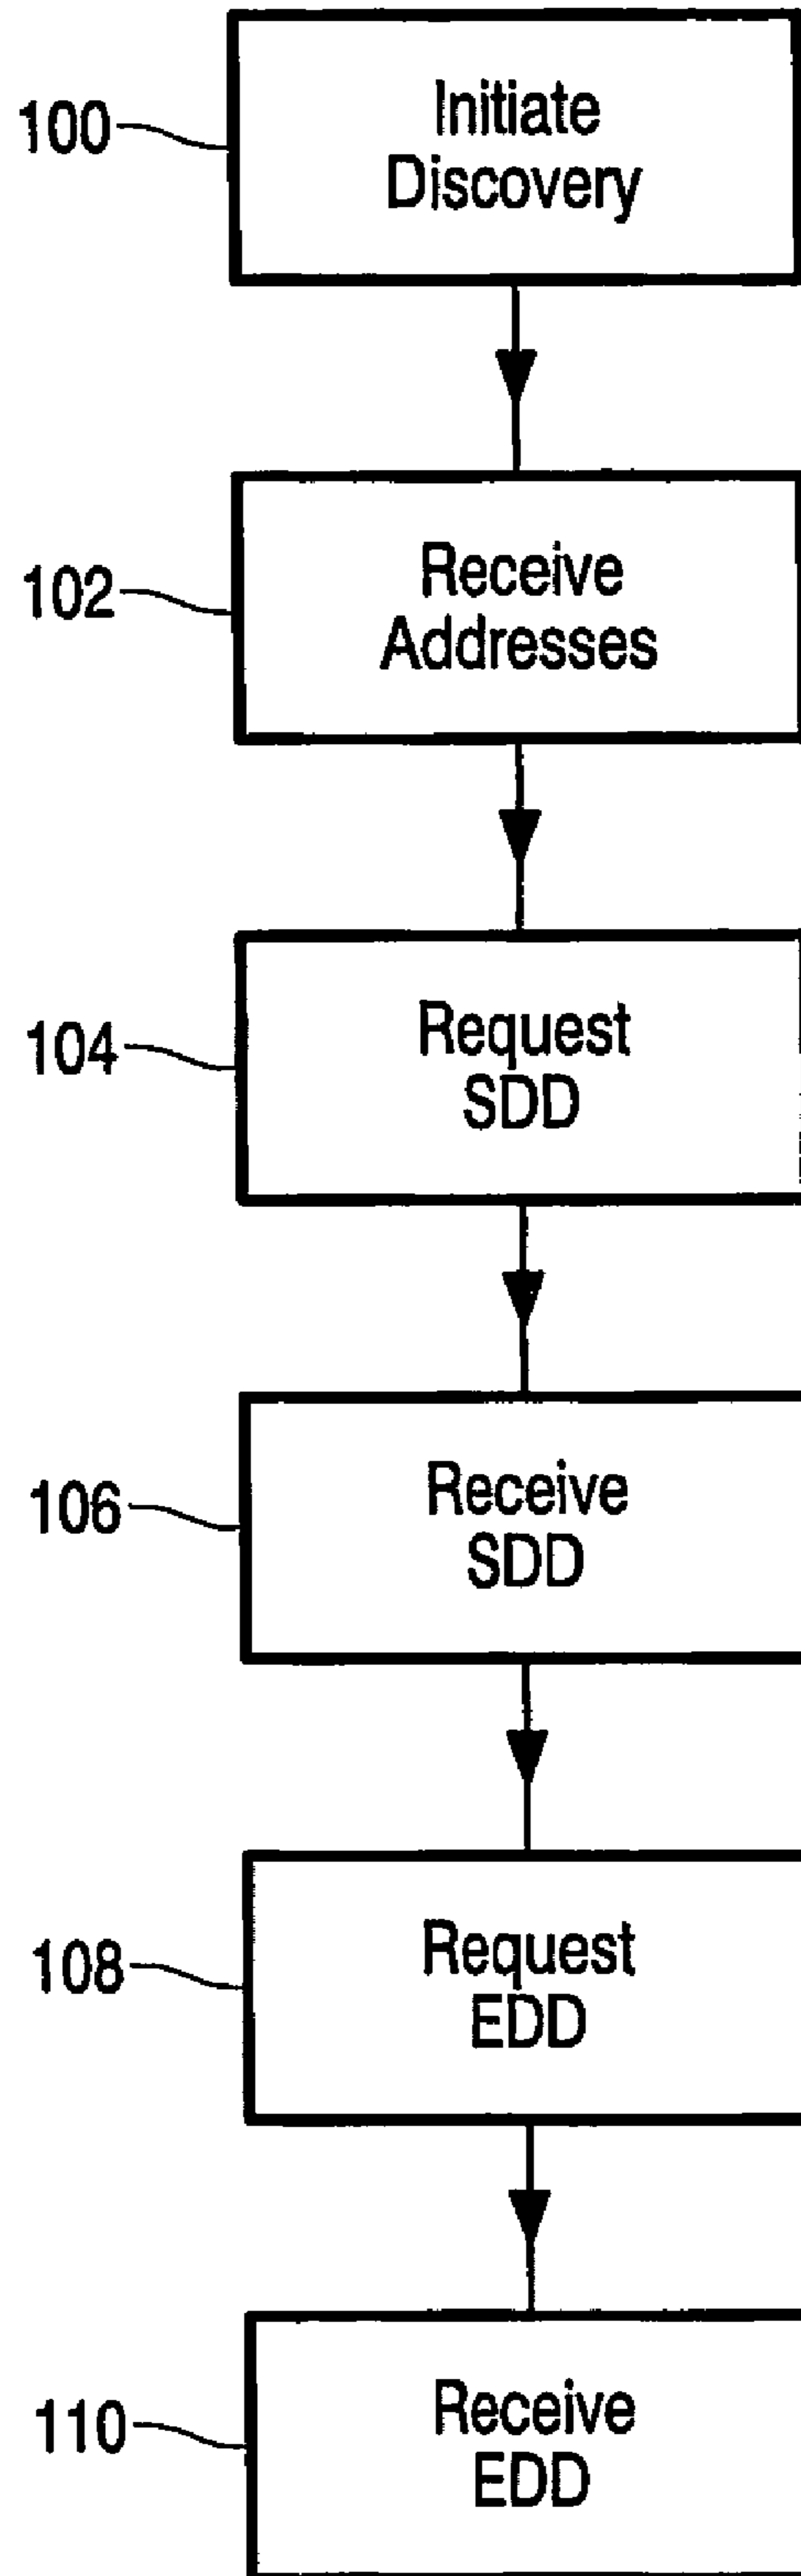 100
Initiate
Discovery
102
Receive
Addresses
104
Request
SDD
106
Receive
SDD
108
Request
EDD
110
Receive
EDD